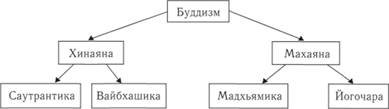 Буддизм
Хинаяна Махаяна
Саутрантика Вайбхашика Мадхьямика Йогочара